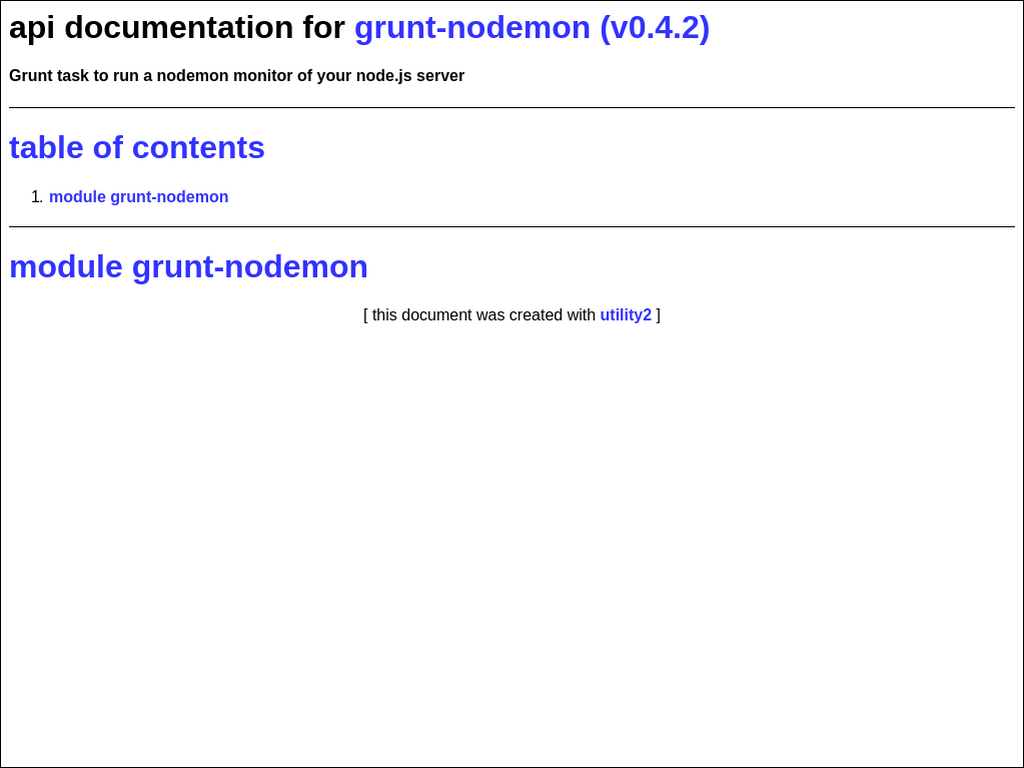 api documentation for grunt-nodemon (v0.4.2)
Grunt task to run a nodemon monitor of your node.js server
table of contents
1. module grunt-nodemon
module grunt-nodemon
[ this document was created with utility2 ]